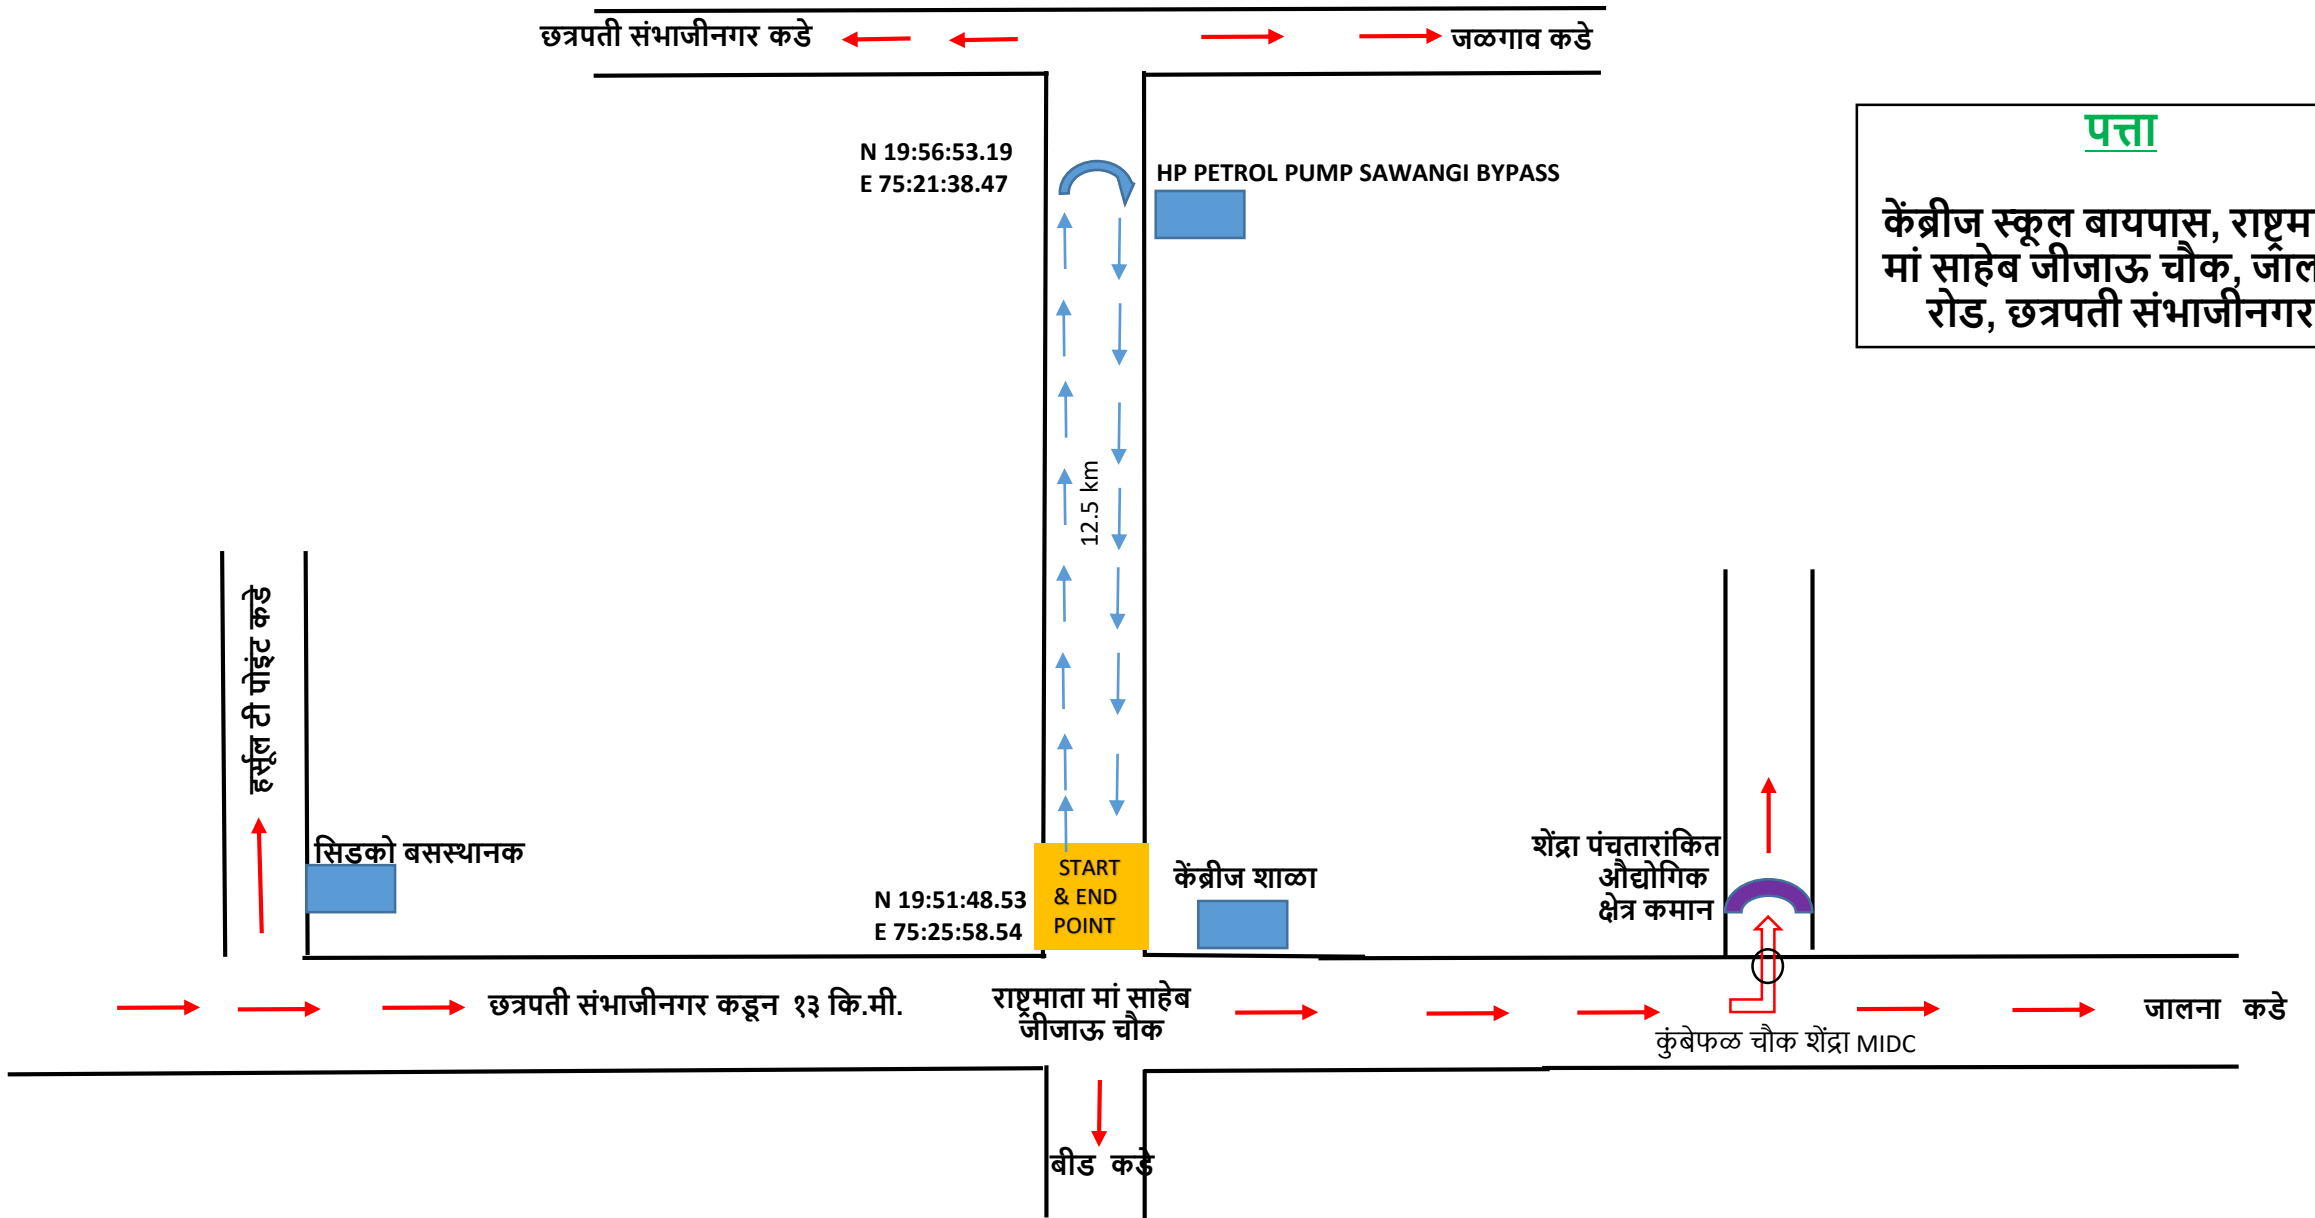 छत्रपती संभाजीनगर कडे
जळगाव कडे
पत्ता
केंब्रीज स्कूल बायपास,
मां साहेब जीजाऊ चौक,
रोड, छत्रपती संभाजीनगर
N 19:56:53.19
E 75:21:38.47
HP PETROL PUMP SAWANGI BYPASS
12.5 km
हर्सूल टी पोइंट कडे
सिडको बसस्थानक
N 19:51:48.53
E 75:25:58.54
START
& END
POINT
केंब्रीज शाळा
शेंद्रा पंचतारांकित
औद्योगिक
क्षेत्र कमान
छत्रपती संभाजीनगर कडून १३ कि.मी.
राष्ट्रमाता मां साहेब
जीजाऊ चौक
कुंबेफळ चौक शेंद्रा MIDC
जालना कडे
बीड कडे